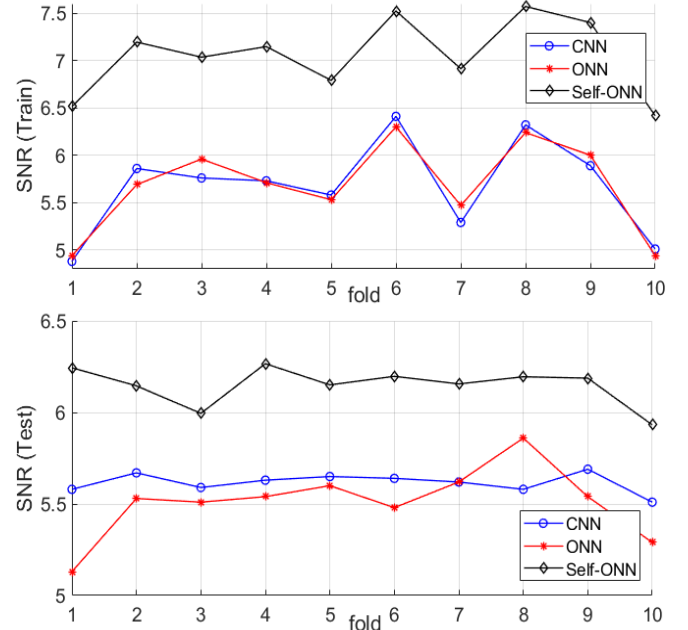 7.5
7
6.5
6
5.5
5
SNR (Train)
CNN
ONN
Self-ONN
1 2 3 4 5 6 7 8 9 10
fold
6.5
6
5.5
5
SNR (Test)
CNN
ONN
Self-ONN
1 2 3 4 5 6 7 8 9 10
fold